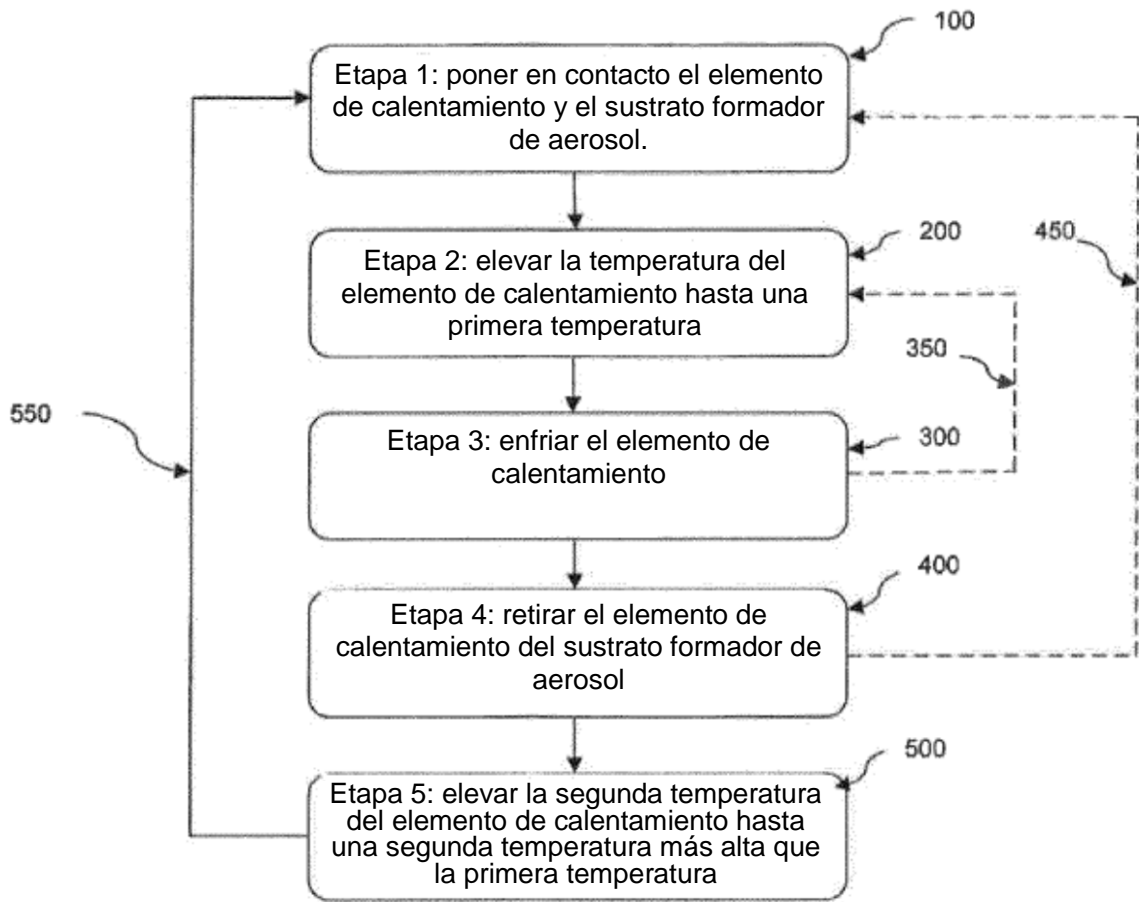 100
Etapa 1: poner en contacto el elemento
de calentamiento y el sustrato formador
de aerosol.
200
450
Etapa 2: elevar la temperatura del
elemento de calentamiento hasta una
primera temperatura
350
550
300
Etapa 3: enfriar el elemento de
calentamiento
400
Etapa 4: retirar el elemento de
calentamiento del sustrato formador de
aerosol
500
Etapa 5: elevar la segunda temperatura
del elemento de calentamiento hasta
una segunda temperatura más alta que
la primera temperatura